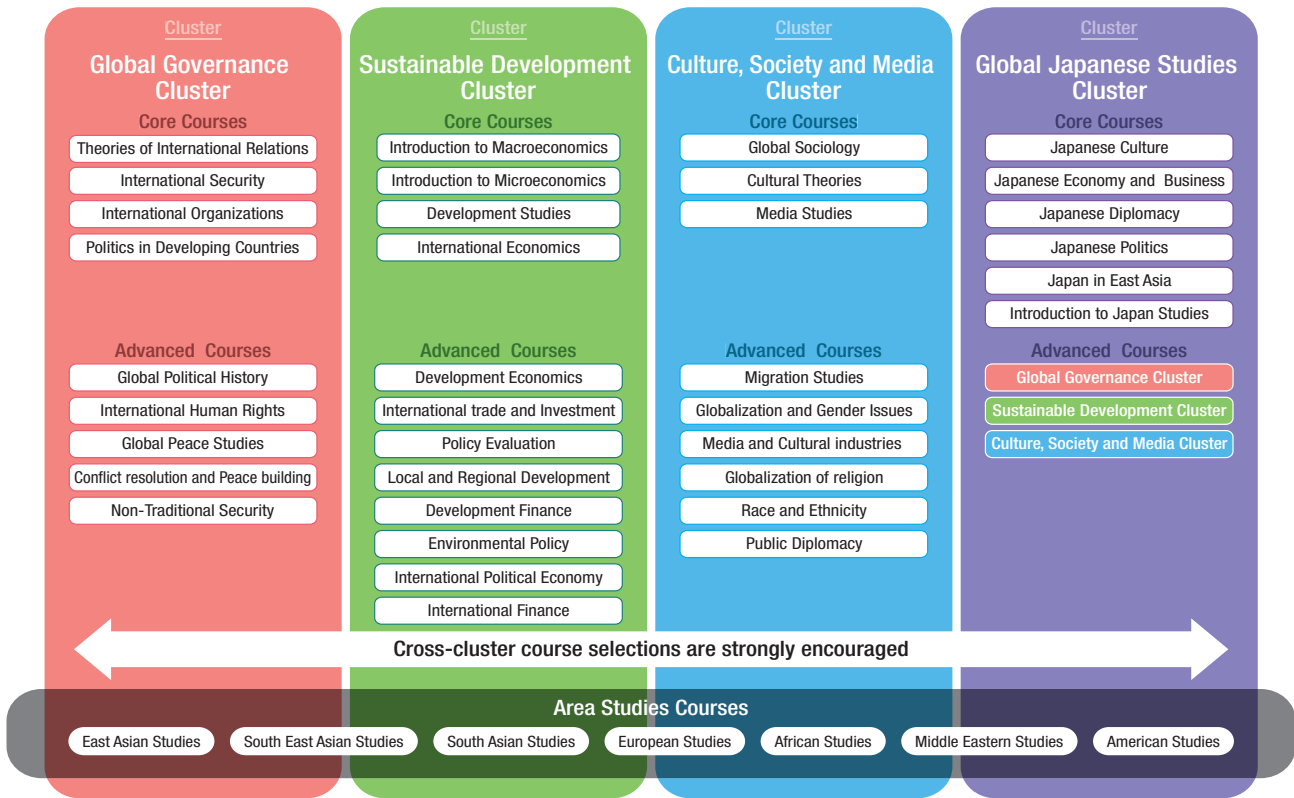 Cluster
Global Governance
Cluster
Core Courses
Theories of International Relations
International Security
International Organizations
Politics in Developing Countries
Advanced Courses
Global Political History
International Human Rights
Global Peace Studies
Conflict resolution and Peace building
Non-Traditional Security
Cluster
Sustainable Development
Cluster
Core Courses
Introduction to Macroeconomics
Introduction to Microeconomics
Development Studies
International Economics
Advanced Courses
Development Economics
International trade and Investment
Policy Evaluation
Local and Regional Development
Development Finance
Environmental Policy
International Political Economy
International Finance
Cluster
Culture, Society and Media
Cluster
Core Courses
Global Sociology
Cultural Theories
Media Studies
Advanced Courses
Migration Studies
Globalization and Gender Issues
Media and Cultural industries
Globalization of religion
Race and Ethnicity
Public Diplomacy
Cluster
Global Japanese Studies
Cluster
Core Courses
Japanese Culture
Japanese Economy and Business
Japanese Diplomacy
Japanese Politics
Japan in East Asia
Introduction to Japan Studies
Advanced Courses
Global Governance Cluster
Sustainable Development Cluster
Culture, Society and Media Cluster
Cross-cluster course selections are strongly encouraged
Area Studies Courses
East Asian Studies
South East Asian Studies
South Asian Studies
European Studies
African Studies
Middle Eastern Studies
American Studies